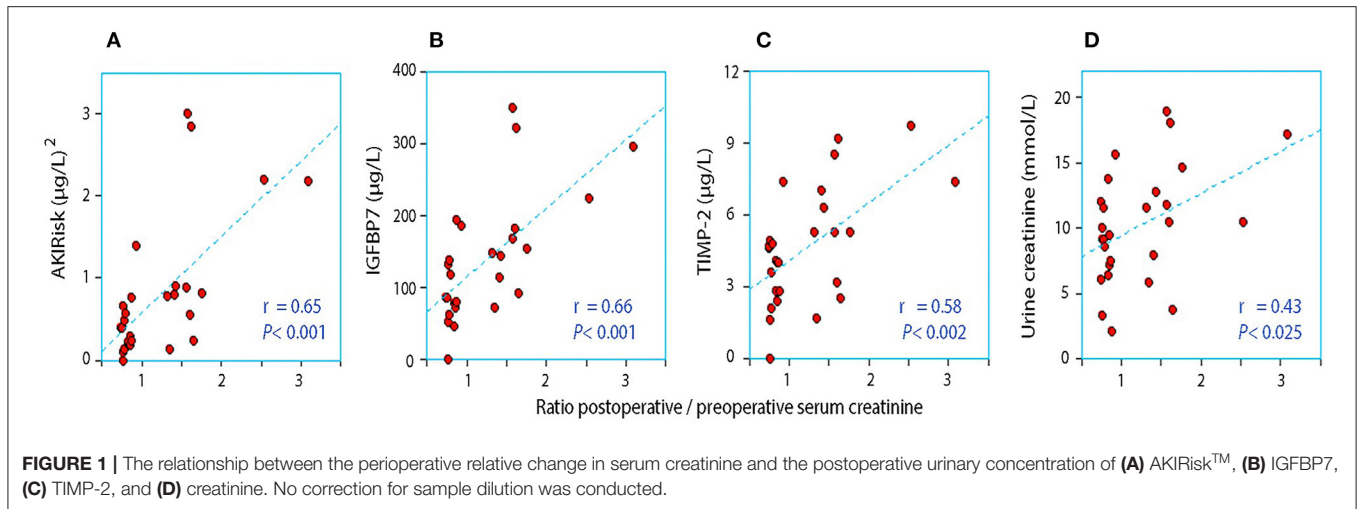 A
B
C
D
AKIRisk (µg/L) 2
3
2
1
0
1 2 3
r = 0.65
P< 0.001
IGFBP7 (µg/L)
400
300
200
100
0
1 2 3
r = 0.66
P< 0.001
TIMP-2 (µg/L)
12
9
6
3
0
1 2 3
r = 0.58
P< 0.002
Urine creatinine (mmol/L)
20
15
10
5
0
1 2 3
r = 0.43
P< 0.025
Ratio postoperative / preoperative serum creatinine
FIGURE 1 | The relationship between the perioperative relative change in serum creatinine and the postoperative urinary concentration of (A) AKIRisk™, (B) IGFBP7,
(C) TIMP-2, and (D) creatinine. No correction for sample dilution was conducted.